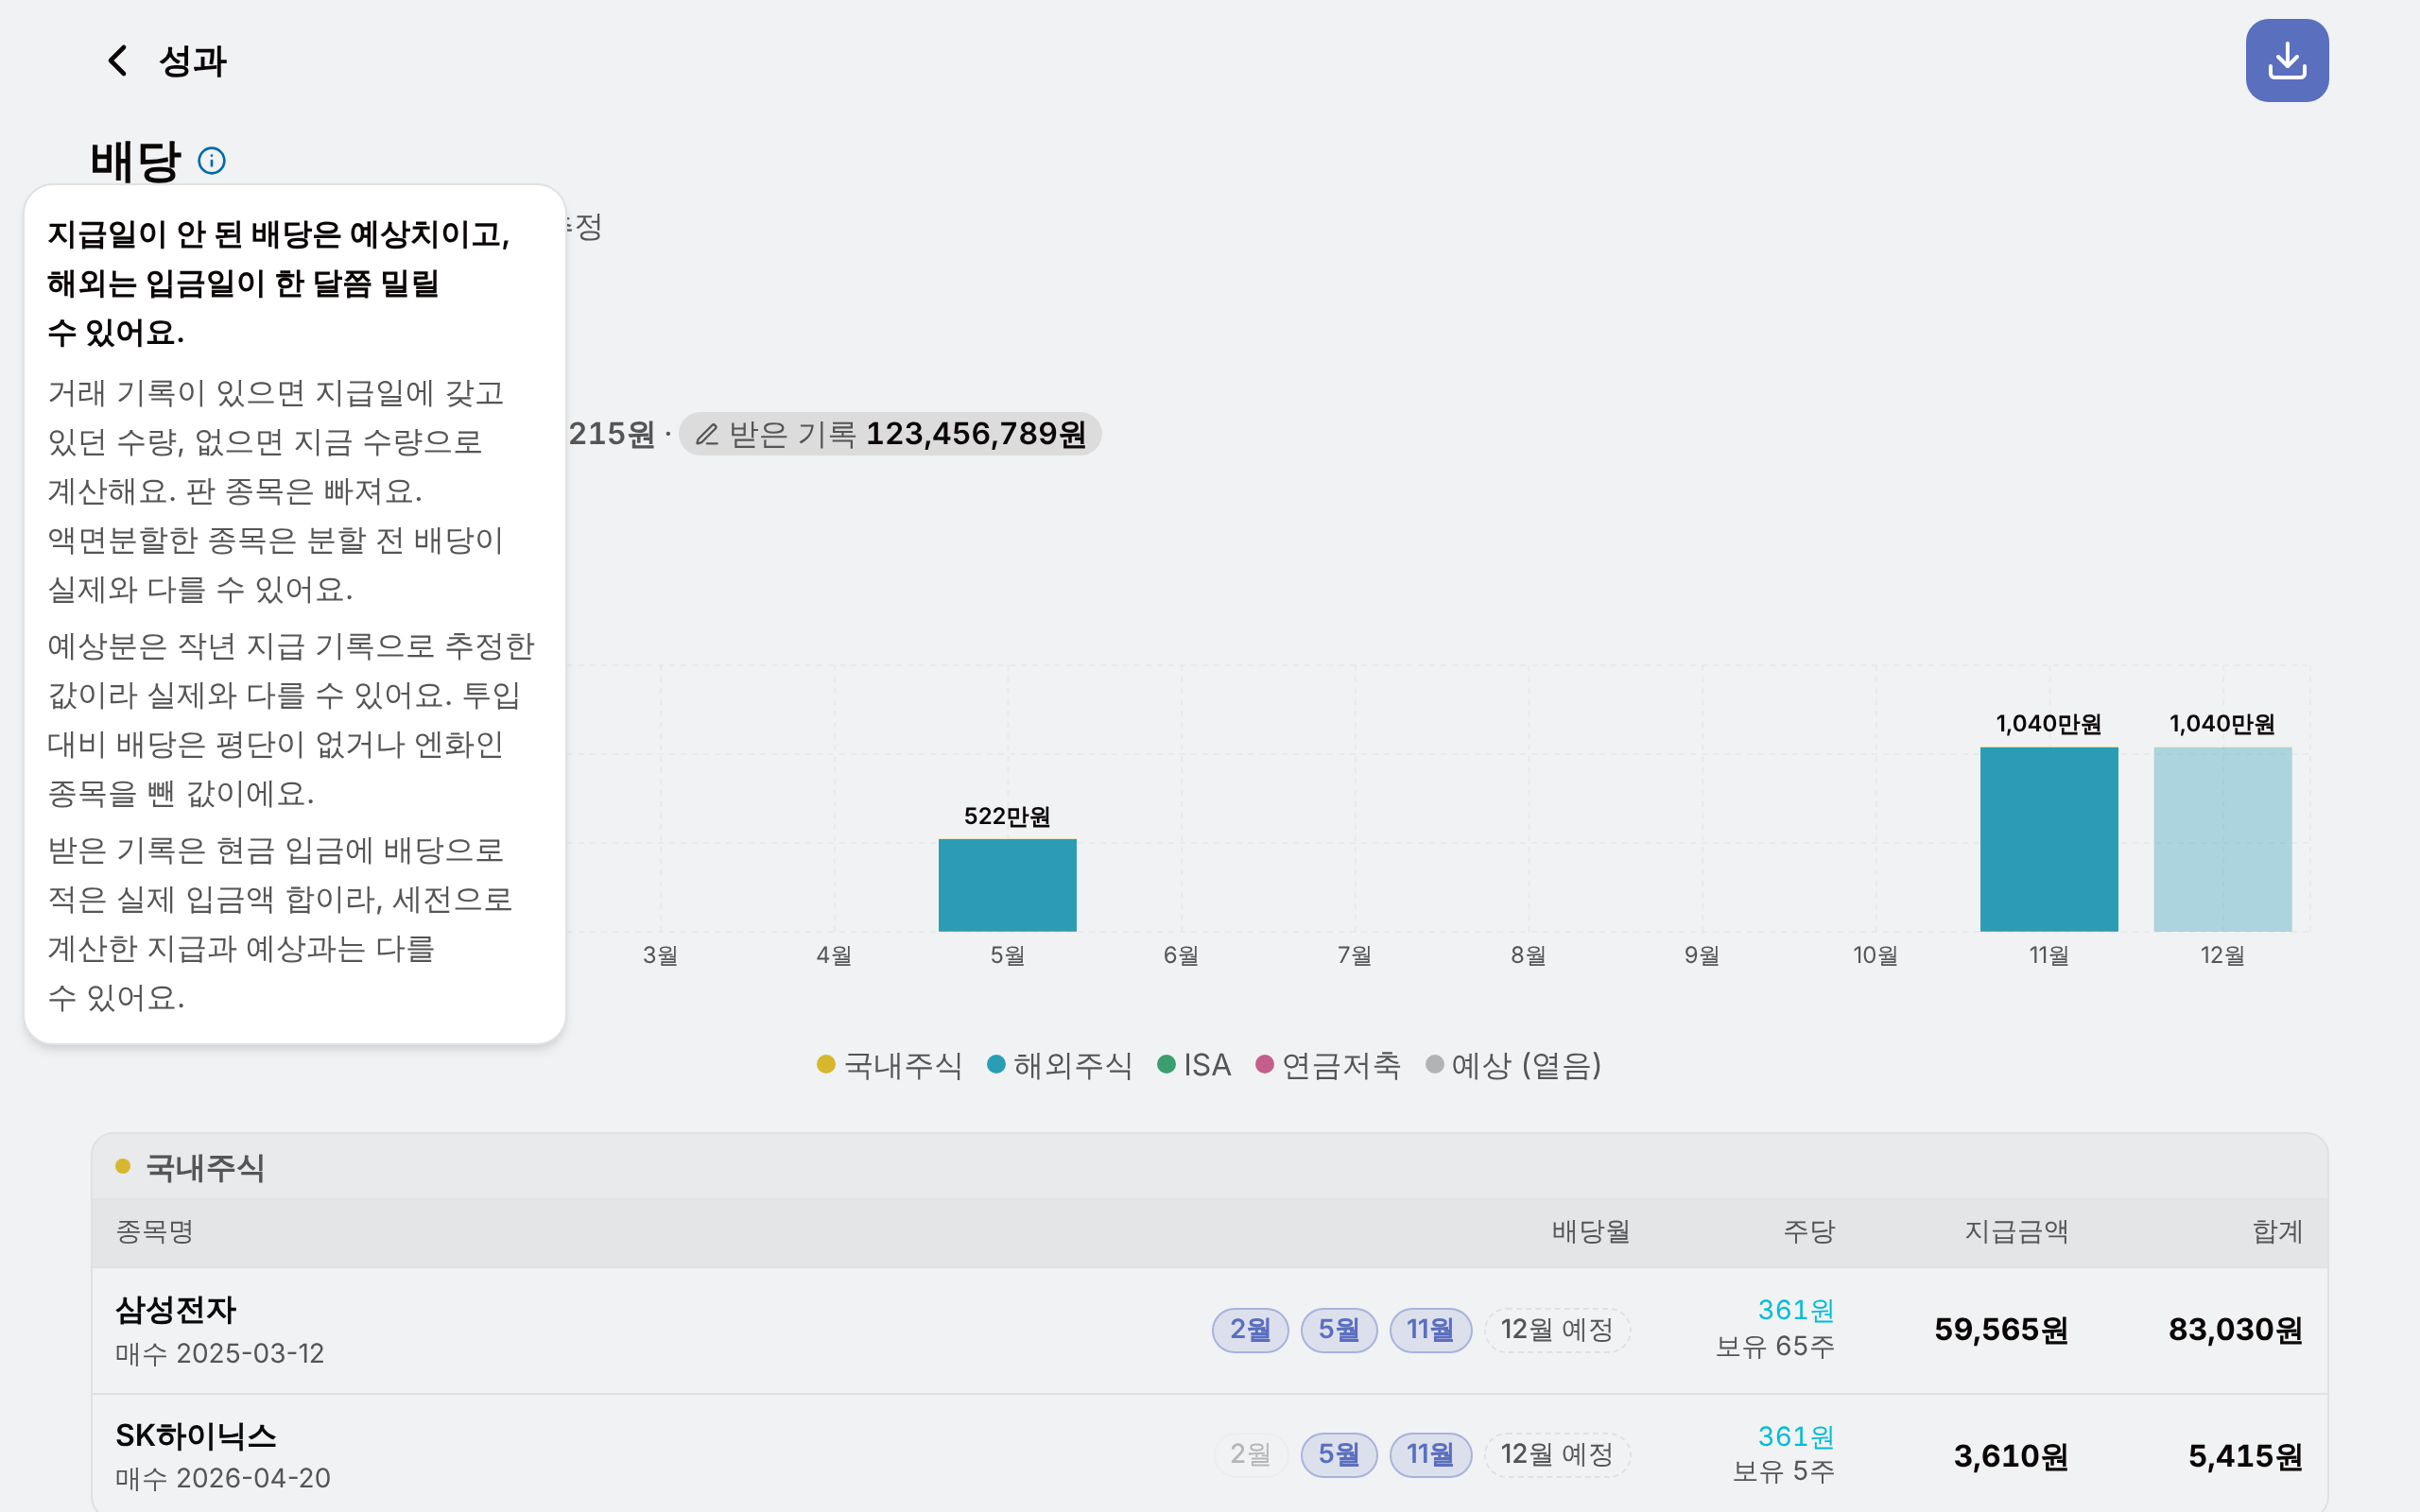 성과
배당
지급일이 안 된 배당은 예상치이고,
해외는 입금일이 한 달쯤 밀릴
수 있어요.
거래 기록이 있으면 지급일에 갖고
있던 수량, 없으면 지금 수량으로
계산해요. 판 종목은 빠져요.
액면분할한 종목은 분할 전 배당이
실제와 다를 수 있어요.
예상분은 작년 지급 기록으로 추정한
값이라 실제와 다를 수 있어요. 투입
대비 배당은 평단이 없거나 엔화인
종목을 뺀 값이에요.
받은 기록은 현금 입금에 배당으로
적은 실제 입금액 합이라, 세전으로
계산한 지급과 예상과는 다를
수 있어요.
정
215원 · 받은 기록 123,456,789원
522만원 1,040만원 1,040만원
3월 4월 5월 6월 7월 8월 9월 10월 11월 12월
국내주식 해외주식 ISA 연금저축 예상 (옅음)
국내주식
종목명 배당월 주당 지급금액 합계
삼성전자 2월 5월 11월 12월 예정 361원 59,565원 83,030원
매수 2025-03-12 보유 65주
SK하이닉스 2월 5월 11월 12월 예정 361원 3,610원 5,415원
매수 2026-04-20 보유 5주